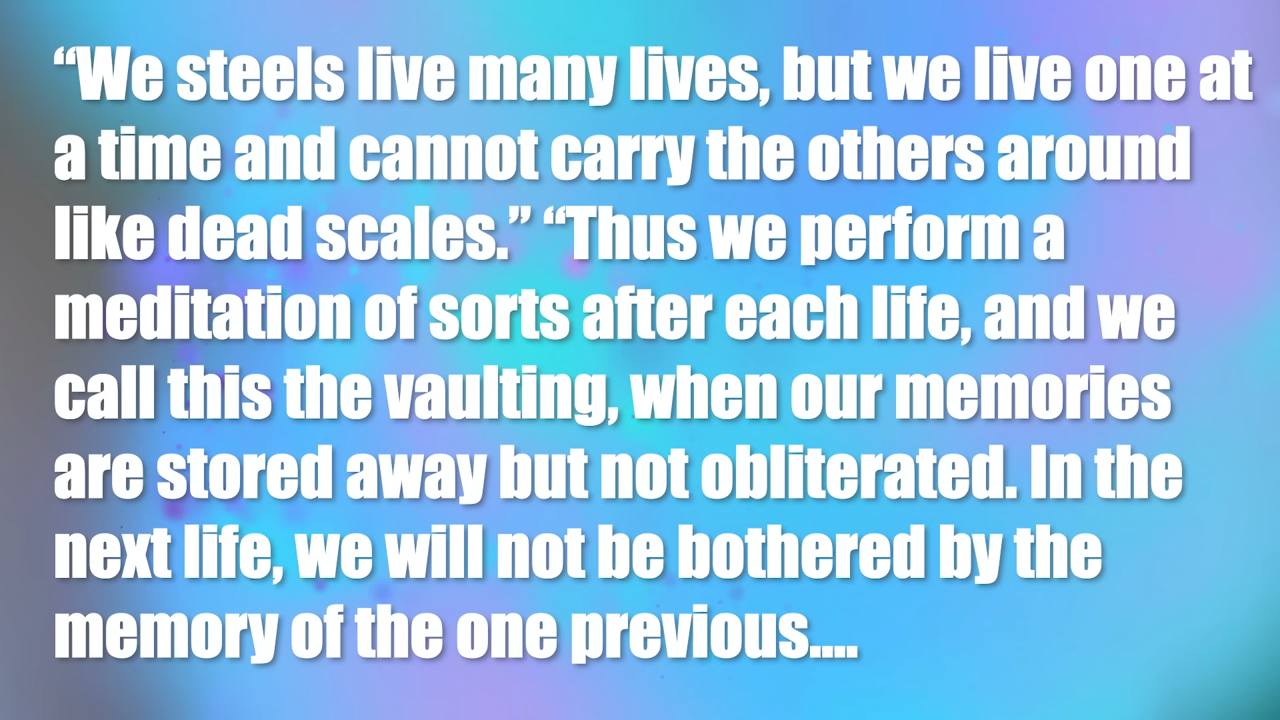 “We steels live many lives, but we live one at
a time and cannot carry the others around
like dead scales.” “Thus we perform a
meditation of sorts after each life, and we
call this the vaulting, when our memories
are stored away but not obliterated. In the
next life, we will not be bothered by the
memory of the one previous....